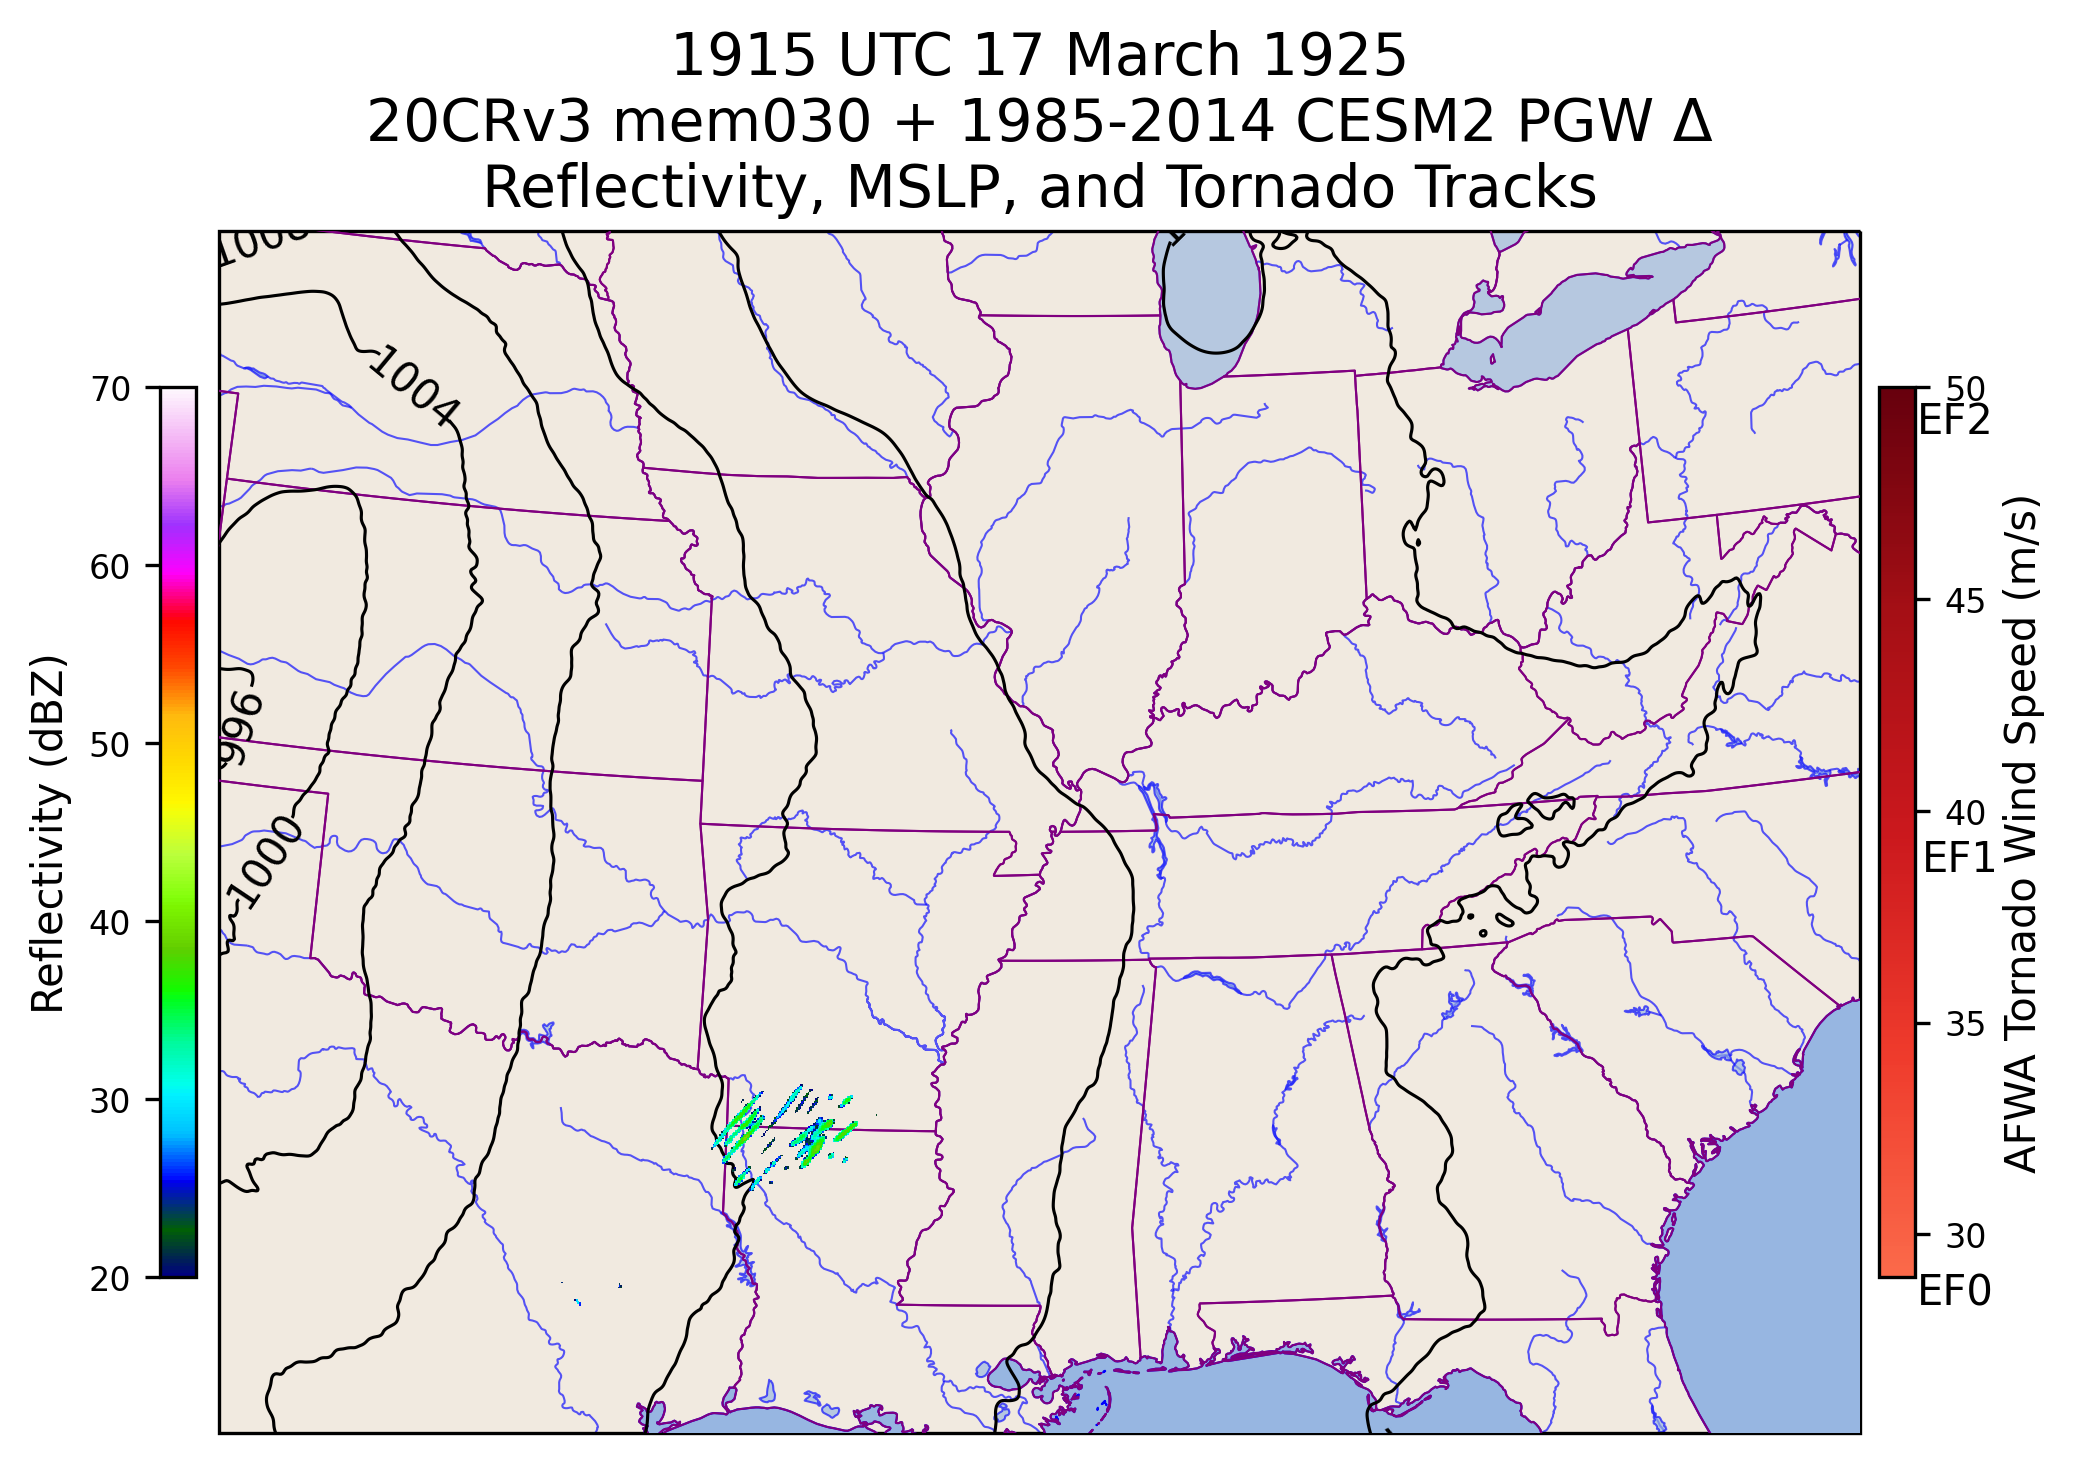 1915 UTC 17 March 1925
20CRv3 mem030 + 1985-2014 CESM2 PGW Δ
Reflectivity, MSLP, and Tornado Tracks
1004
996
1000
Reflectivity (dBZ)
70
60
50
40
30
20
50
EF2
45
40
EF1
35
30
EF0
AFWA Tornado Wind Speed (m/s)